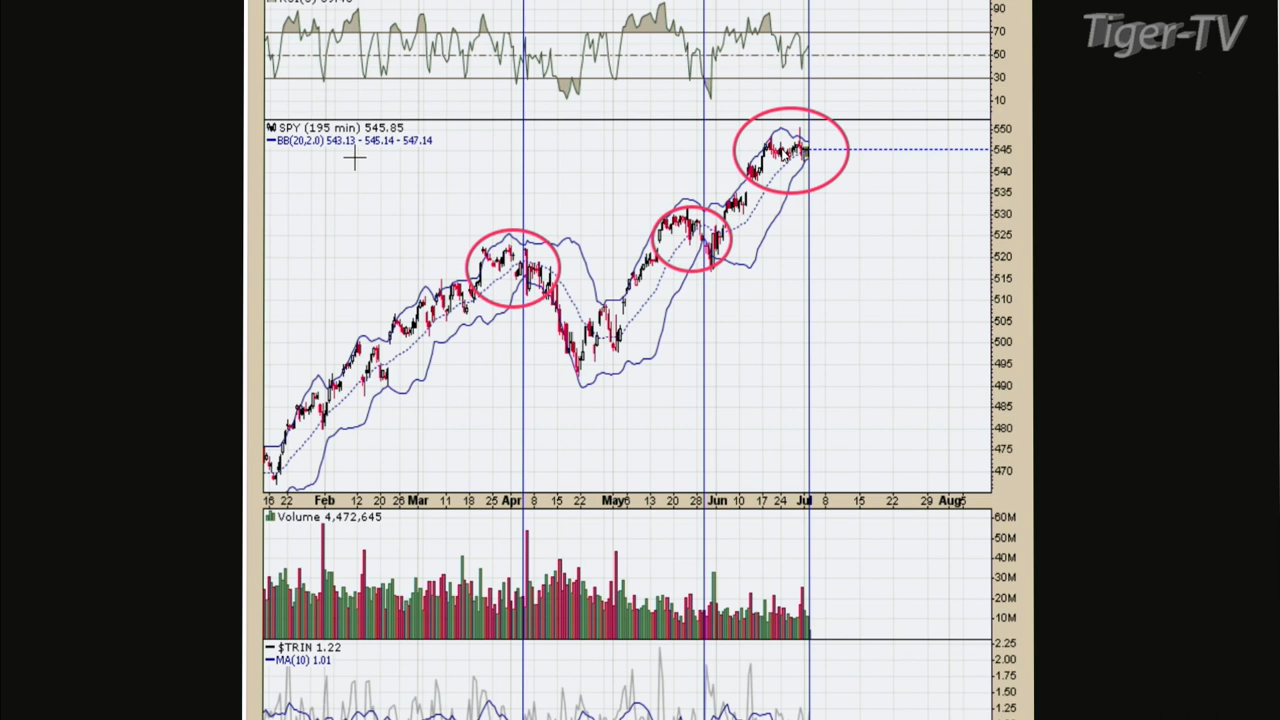 Tiger-TV
90
70
50
30
10
SPY (195 min) 545.85
BB(20,2.0) 543.13 - 545.14 - 547.14
550
545
540
535
530
525
520
515
510
505
500
495
490
485
480
475
470
16 22 Feb 12 20 26 Mar 11 18 25 Apr 8 15 22 May 6 13 20 28 Jun 10 17 24 Jul 8 15 22 29 Aug 5
Volume 4,472,645
60M
50M
40M
30M
20M
10M
$TRIN 1.22
MA(10) 1.01
2.25
2.00
1.75
1.50
1.25